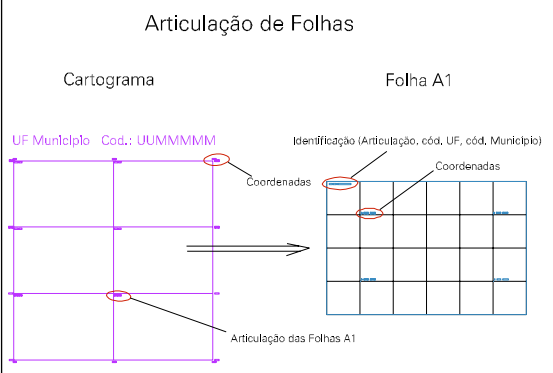 Articulação de Folhas
Cartograma
Folha A1
UF Município Cod.: UUMMMMM
Identificação (Articulação, cód. UF, cód. Município)
Coordenadas
Coordenadas
Articulação das Folhas A1